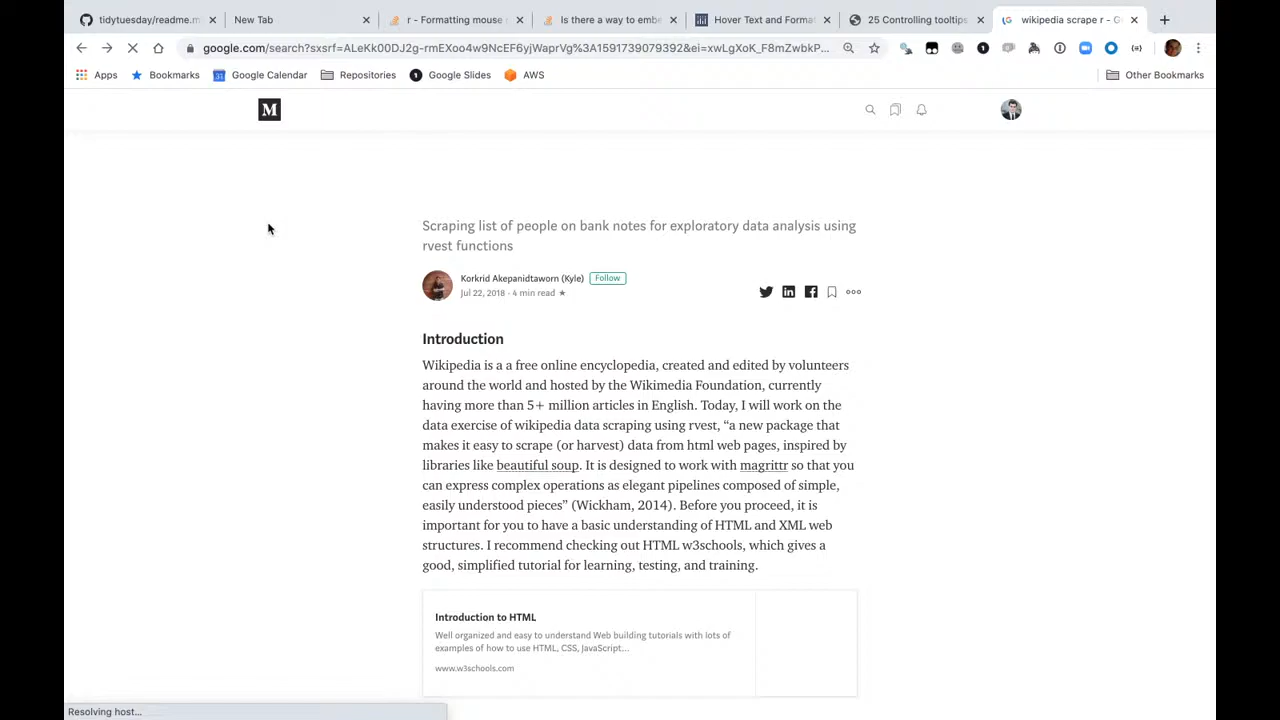 tidytuesday/readme.m
New Tab
r - Formatting mouse
Is there a way to embe
Hover Text and Format
25 Controlling tooltips
wikipedia scrape r - G
google.com/search?sxsrf=ALeKk00DJ2g-rmEXoo4w9NcEF6yjWaprVg%3A1591739079392&ei=xwLgXoK_F8mZwbkP...
Apps
Bookmarks
Google Calendar
Repositories
Google Slides
AWS
Other Bookmarks
M
Scraping list of people on bank notes for exploratory data analysis using
rvest functions
Korkrid Akepanidtaworn (Kyle) Follow
Jul 22, 2018 · 4 min read ★
Introduction
Wikipedia is a a free online encyclopedia, created and edited by volunteers
around the world and hosted by the Wikimedia Foundation, currently
having more than 5+ million articles in English. Today, I will work on the
data exercise of wikipedia data scraping using rvest, “a new package that
makes it easy to scrape (or harvest) data from html web pages, inspired by
libraries like beautiful soup. It is designed to work with magrittr so that you
can express complex operations as elegant pipelines composed of simple,
easily understood pieces” (Wickham, 2014). Before you proceed, it is
important for you to have a basic understanding of HTML and XML web
structures. I recommend checking out HTML w3schools, which gives a
good, simplified tutorial for learning, testing, and training.
Introduction to HTML
Well organized and easy to understand Web building tutorials with lots of
examples of how to use HTML, CSS, JavaScript...
www.w3schools.com
Resolving host...